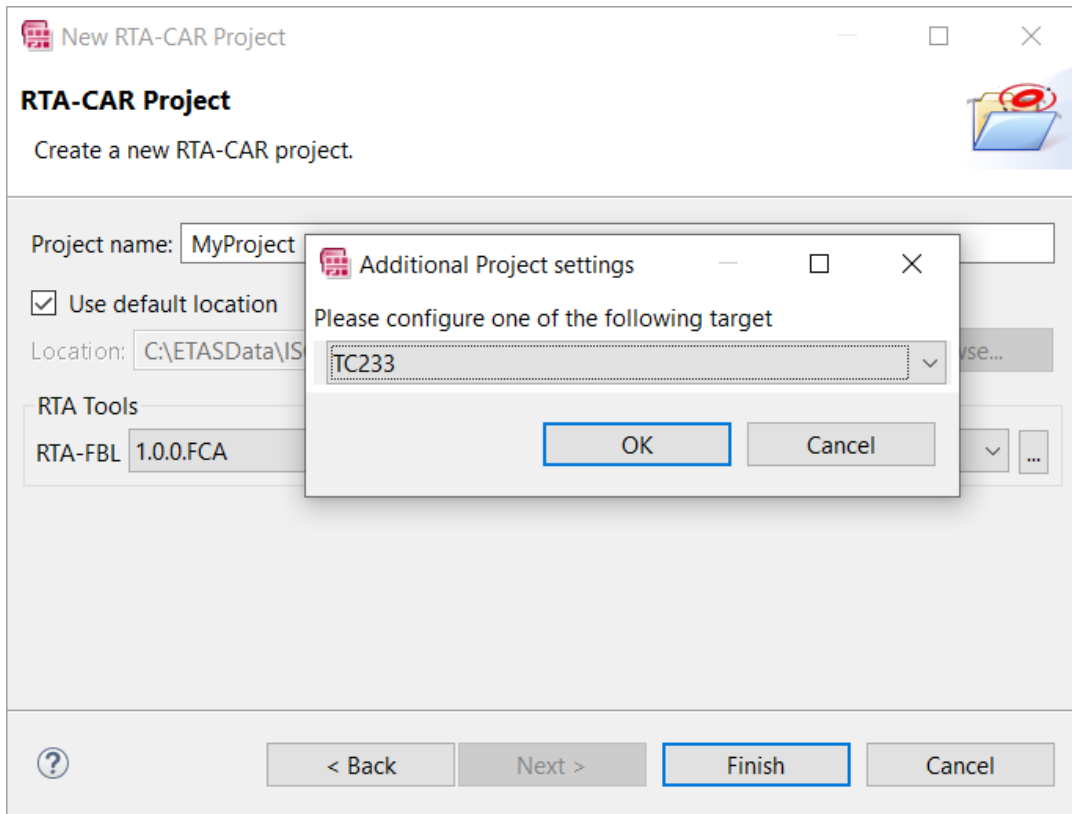 New RTA-CAR Project
RTA-CAR Project
Create a new RTA-CAR project.
Project name: MyProject
Additional Project settings
Use default location
Please configure one of the following target
Location: C:\ETASData\
TC233
RTA Tools
RTA-FBL 1.0.0.FCA
OK Cancel
...
? < Back Next > Finish Cancel